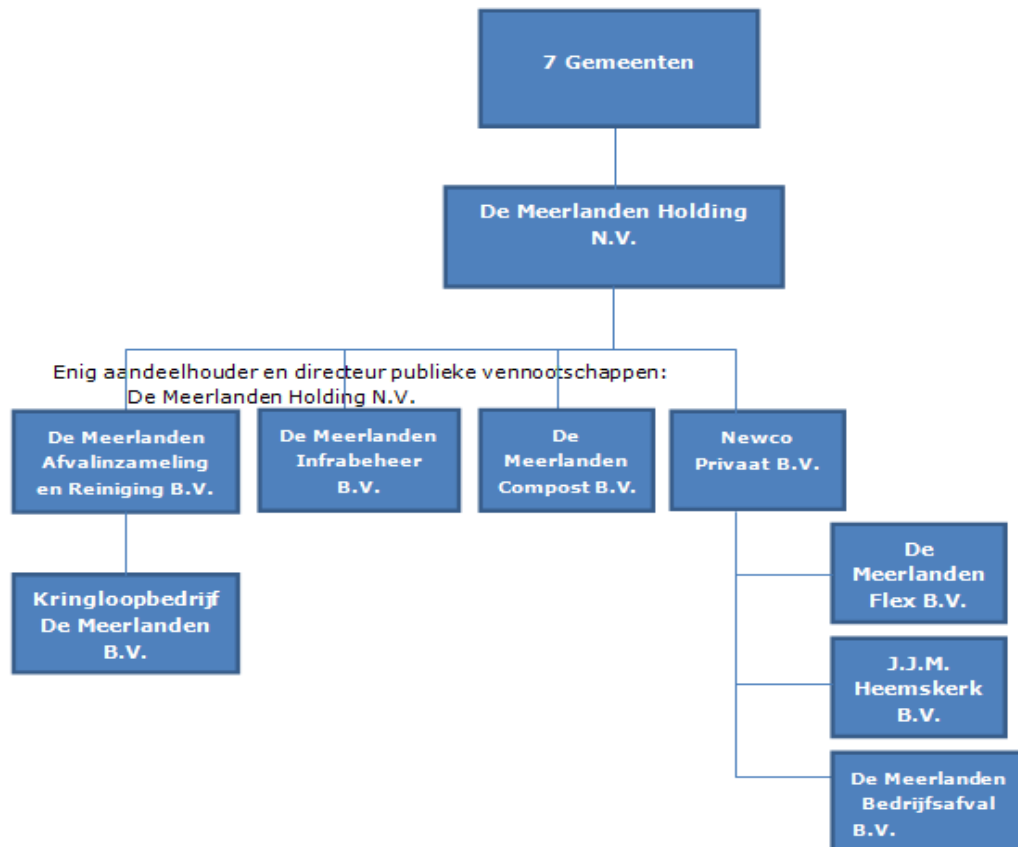 7 Gemeenten
De Meerlanden Holding
N.V.
Enig aandeelhouder en directeur publieke vennootschappen:
De Meerlanden Holding N.V.
De Meerlanden
Afvalinzameling
en Reiniging B.V.
De Meerlanden
Infrabeheer
B.V.
De
Meerlanden
Compost B.V.
Newco
Privaat B.V.
Kringloopbedrijf
De Meerlanden
B.V.
De
Meerlanden
Flex B.V.
J.J.M.
Heemskerk
B.V.
De Meerlanden
Bedrijfsafval
B.V.